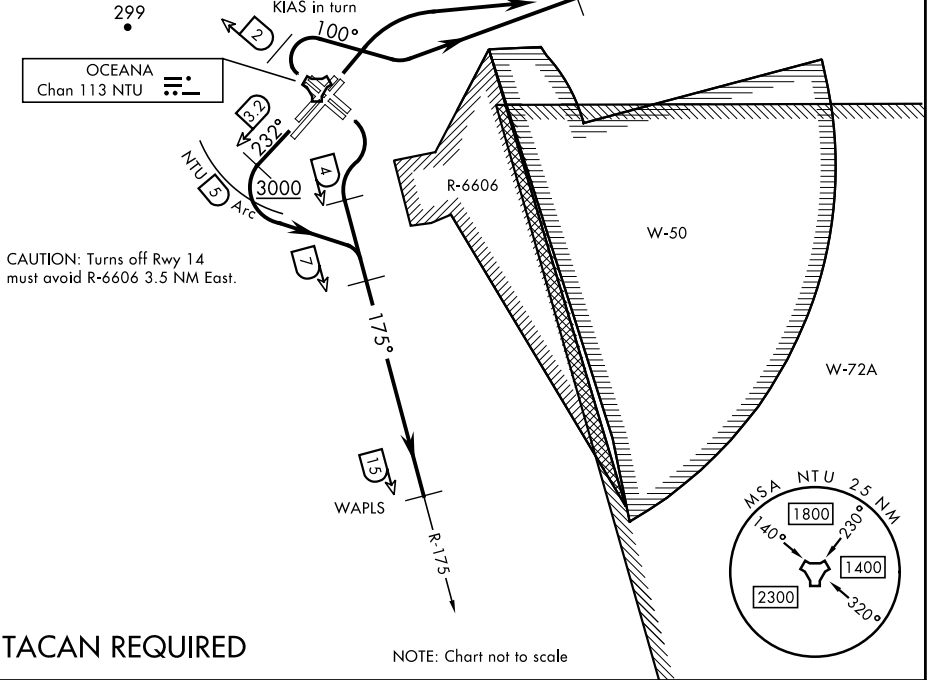 299
KIAS in turn
2
100°
OCEANA
Chan 113 NTU
3.2
232°
NTU 5 Arc
3000
4
R-6606
W-50
CAUTION: Turns off Rwy 14
must avoid R-6606 3.5 NM East.
7
175°
W-72A
15
WAPLS
R-175
MSA NTU 25 NM
140°
1800
230°
1400
2300
320°
TACAN REQUIRED
NOTE: Chart not to scale